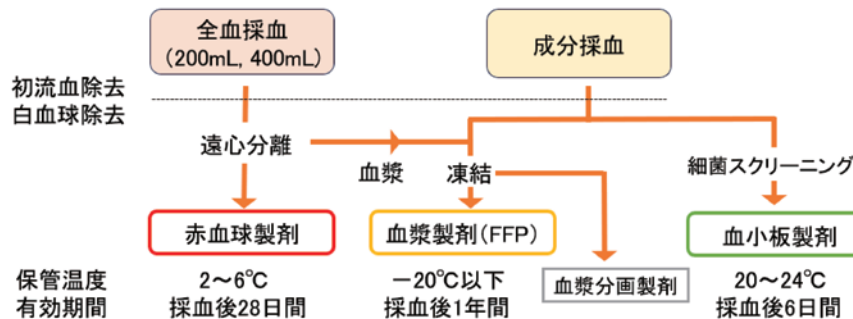 全血採血
(200mL, 400mL)
成分採血
初流血除去
白血球除去
遠心分離
血漿
凍結
細菌スクリーニング
赤血球製剤
血漿製剤(FFP)
血漿分画製剤
血小板製剤
保管温度
有効期間
2～6℃
採血後28日間
－20℃以下
採血後1年間
20～24℃
採血後6日間